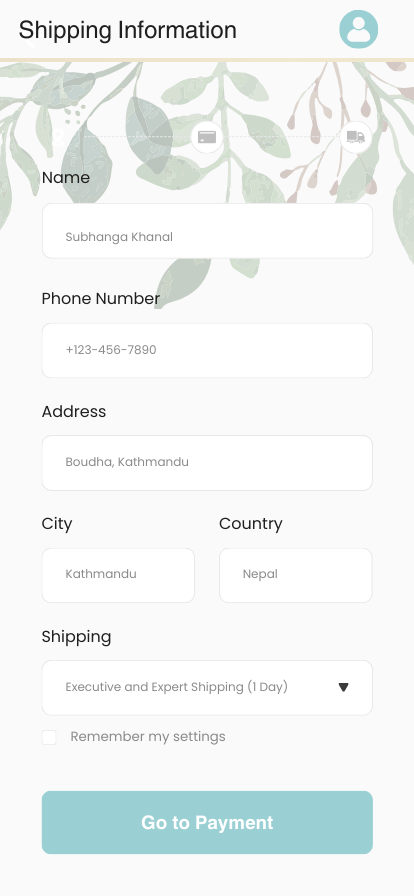 Shipping Information
Name
Subhanga Khanal
Phone Number
+123-456-7890
Address
Boudha, Kathmandu
City Country
Kathmandu Nepal
Shipping
Executive and Expert Shipping (1 Day)
Remember my settings
Go to Payment